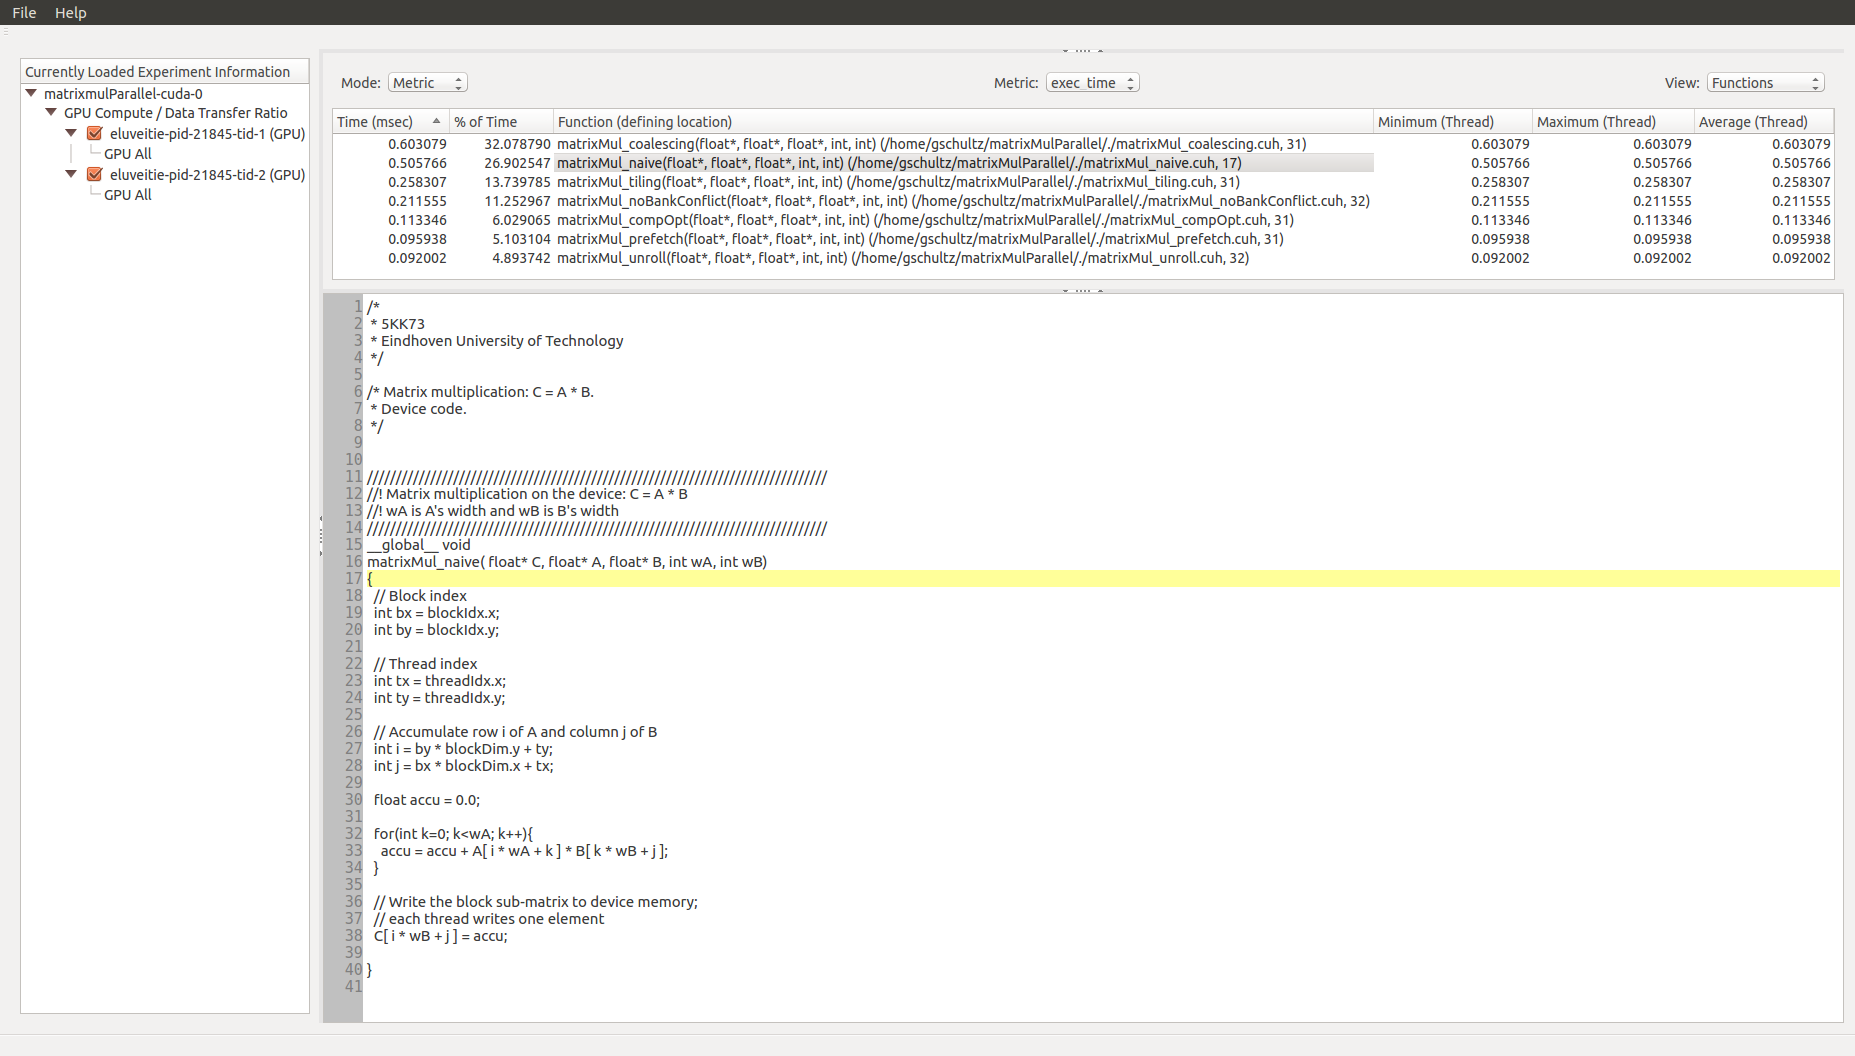 File Help
Currently Loaded Experiment Information
matrixmulParallel-cuda-0
GPU Compute / Data Transfer Ratio
eluveitie-pid-21845-tid-1 (GPU)
GPU All
eluveitie-pid-21845-tid-2 (GPU)
GPU All
Mode: Metric Metric: exec_time View: Functions
Time (msec) % of Time Function (defining location) Minimum (Thread) Maximum (Thread) Average (Thread)
0.603079 32.078790 matrixMul_coalescing(float*, float*, float*, int, int) (/home/gschultz/matrixMulParallel/./matrixMul_coalescing.cuh, 31) 0.603079 0.603079 0.603079
0.505766 26.902547 matrixMul_naive(float*, float*, float*, int, int) (/home/gschultz/matrixMulParallel/./matrixMul_naive.cuh, 17) 0.505766 0.505766 0.505766
0.258307 13.739785 matrixMul_tiling(float*, float*, float*, int, int) (/home/gschultz/matrixMulParallel/./matrixMul_tiling.cuh, 31) 0.258307 0.258307 0.258307
0.211555 11.252967 matrixMul_noBankConflict(float*, float*, float*, int, int) (/home/gschultz/matrixMulParallel/./matrixMul_noBankConflict.cuh, 32) 0.211555 0.211555 0.211555
0.113346 6.029065 matrixMul_compOpt(float*, float*, float*, int, int) (/home/gschultz/matrixMulParallel/./matrixMul_compOpt.cuh, 31) 0.113346 0.113346 0.113346
0.095938 5.103104 matrixMul_prefetch(float*, float*, float*, int, int) (/home/gschultz/matrixMulParallel/./matrixMul_prefetch.cuh, 31) 0.095938 0.095938 0.095938
0.092002 4.893742 matrixMul_unroll(float*, float*, float*, int, int) (/home/gschultz/matrixMulParallel/./matrixMul_unroll.cuh, 32) 0.092002 0.092002 0.092002
1 /*
2 * 5KK73
3 * Eindhoven University of Technology
4 */
5
6 /* Matrix multiplication: C = A * B.
7 * Device code.
8 */
9
10
11 ////////////////////////////////////////////////////////////////////////////////
12 //! Matrix multiplication on the device: C = A * B
13 //! wA is A's width and wB is B's width
14 ////////////////////////////////////////////////////////////////////////////////
15 __global__ void
16 matrixMul_naive( float* C, float* A, float* B, int wA, int wB)
17 {
18 // Block index
19 int bx = blockIdx.x;
20 int by = blockIdx.y;
21
22 // Thread index
23 int tx = threadIdx.x;
24 int ty = threadIdx.y;
25
26 // Accumulate row i of A and column j of B
27 int i = by * blockDim.y + ty;
28 int j = bx * blockDim.x + tx;
29
30 float accu = 0.0;
31
32 for(int k=0; k<wA; k++){
33 accu = accu + A[ i * wA + k ] * B[ k * wB + j ];
34 }
35
36 // Write the block sub-matrix to device memory;
37 // each thread writes one element
38 C[ i * wB + j ] = accu;
39
40 }
41